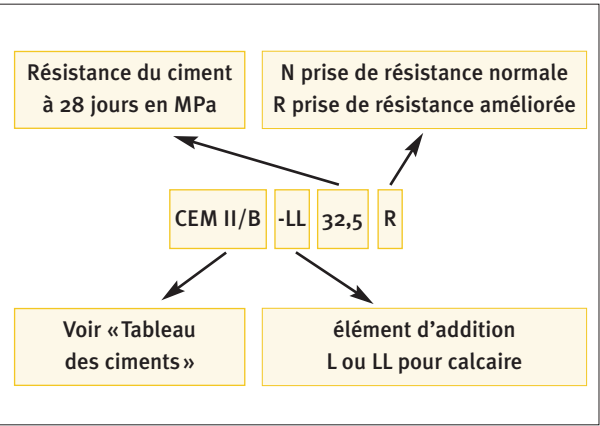 Résistance du ciment
à 28 jours en MPa
N prise de résistance normale
R prise de résistance améliorée
CEM II/B -LL 32,5 R
Voir «Tableau
des ciments»
élément d'addition
L ou LL pour calcaire